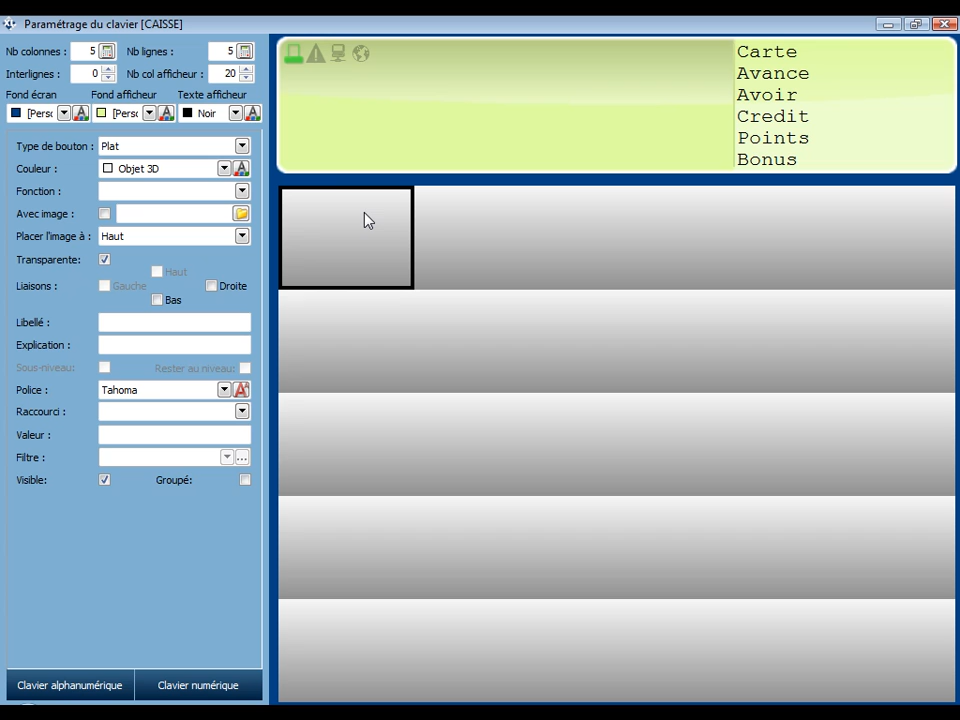 Paramétrage du clavier [CAISSE]
Nb colonnes : 5 Nb lignes : 5
Interlignes : 0 Nb col afficheur : 20
Fond écran Fond afficheur Texte afficheur
[Persc [Persc Noir
Type de bouton : Plat
Couleur : Objet 3D
Fonction :
Avec image :
Placer l'image à : Haut
Transparente:
Haut
Liaisons : Gauche Droite
Bas
Libellé :
Explication :
Sous-niveau: Rester au niveau:
Police : Tahoma
Raccourci :
Valeur :
Filtre : ...
Visible: Groupé:
Clavier alphanumérique Clavier numérique
Carte
Avance
Avoir
Credit
Points
Bonus